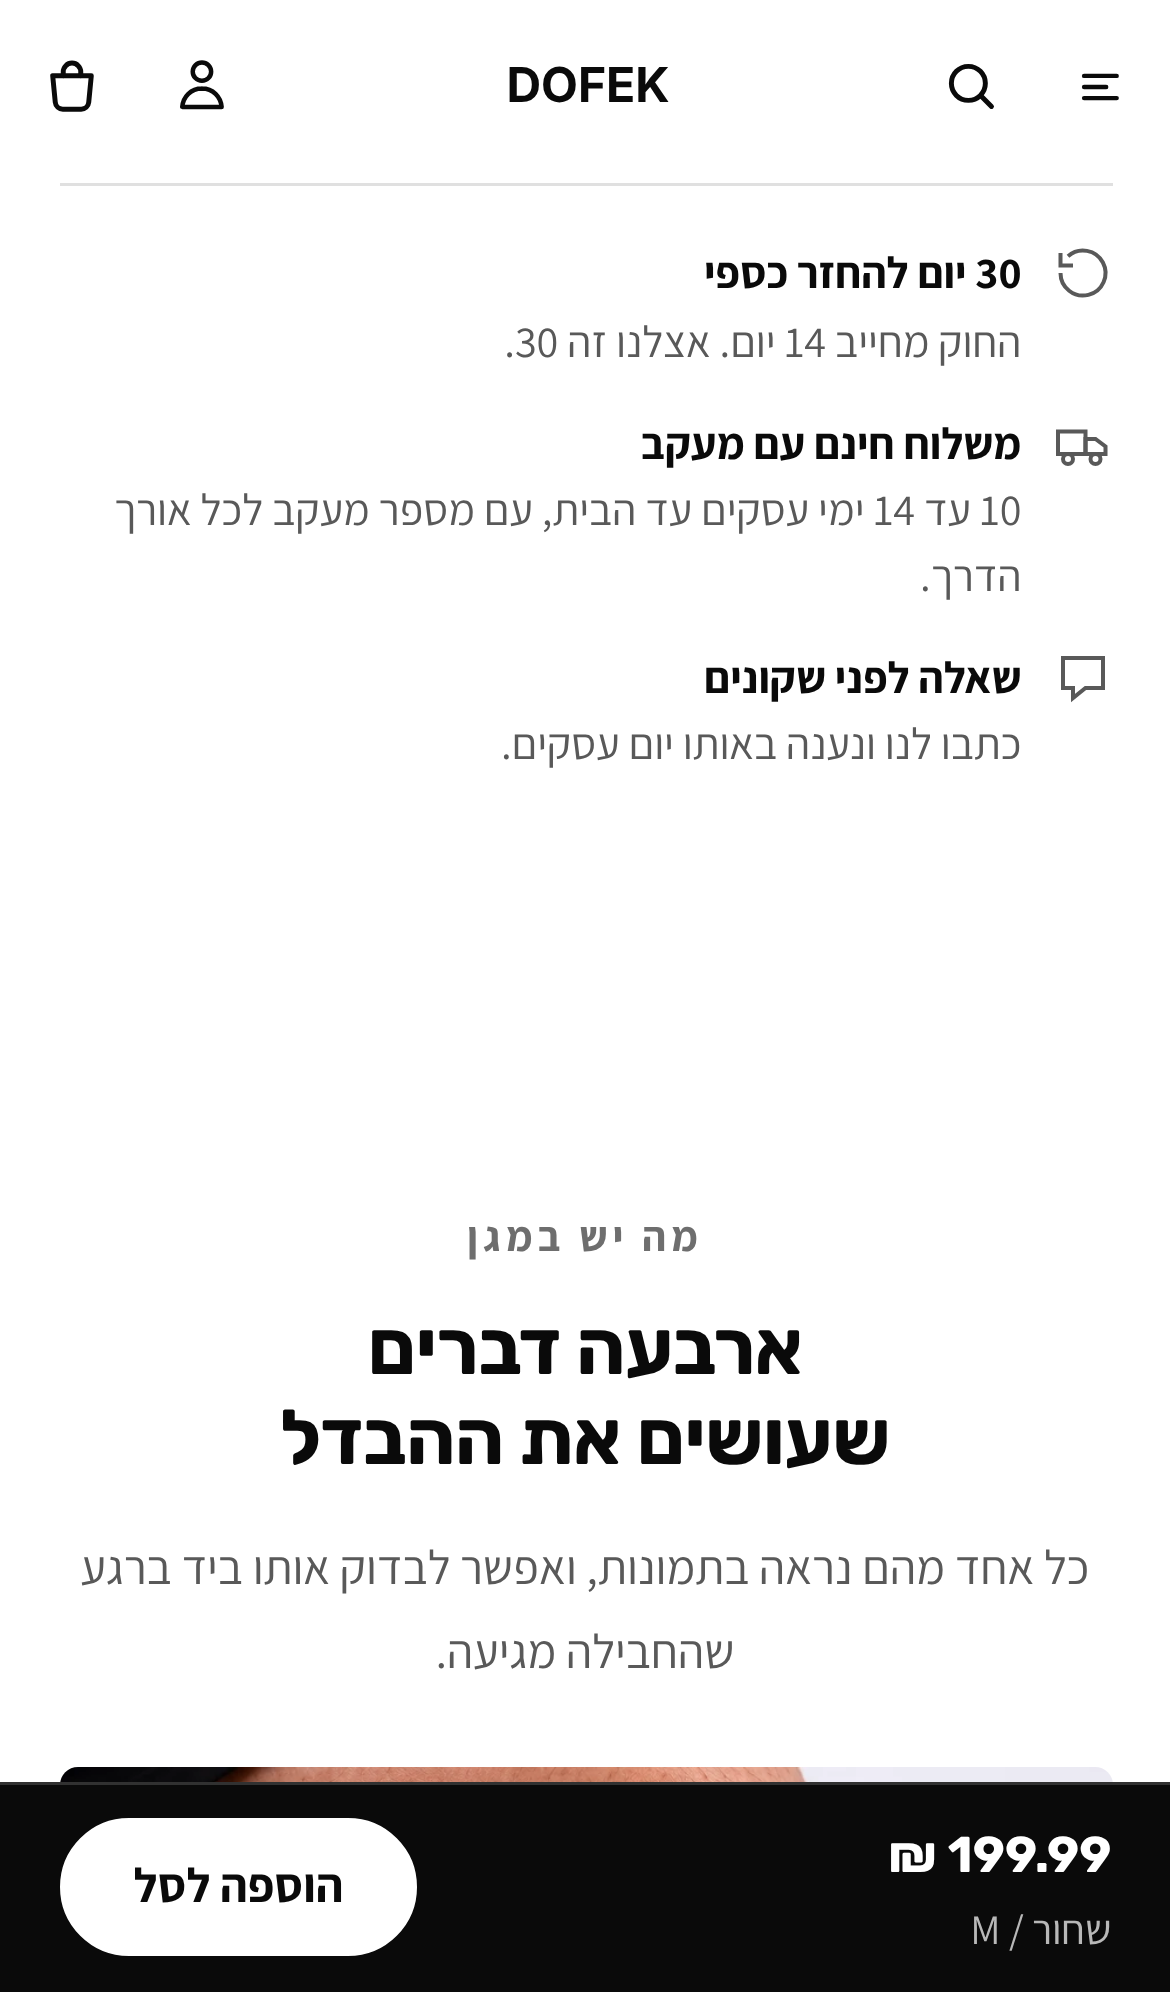 DOFEK
30 יום להחזר כספי
החוק מחייב 14 יום. אצלנו זה 30.
משלוח חינם עם מעקב
10 עד 14 ימי עסקים עד הבית, עם מספר מעקב לכל אורך
הדרך.
שאלה לפני שקונים
כתבו לנו ונענה באותו יום עסקים.
מה יש במגן
ארבעה דברים
שעושים את ההבדל
כל אחד מהם נראה בתמונות, ואפשר לבדוק אותו ביד ברגע
שהחבילה מגיעה.
199.99 ₪
שחור / M
הוספה לסל